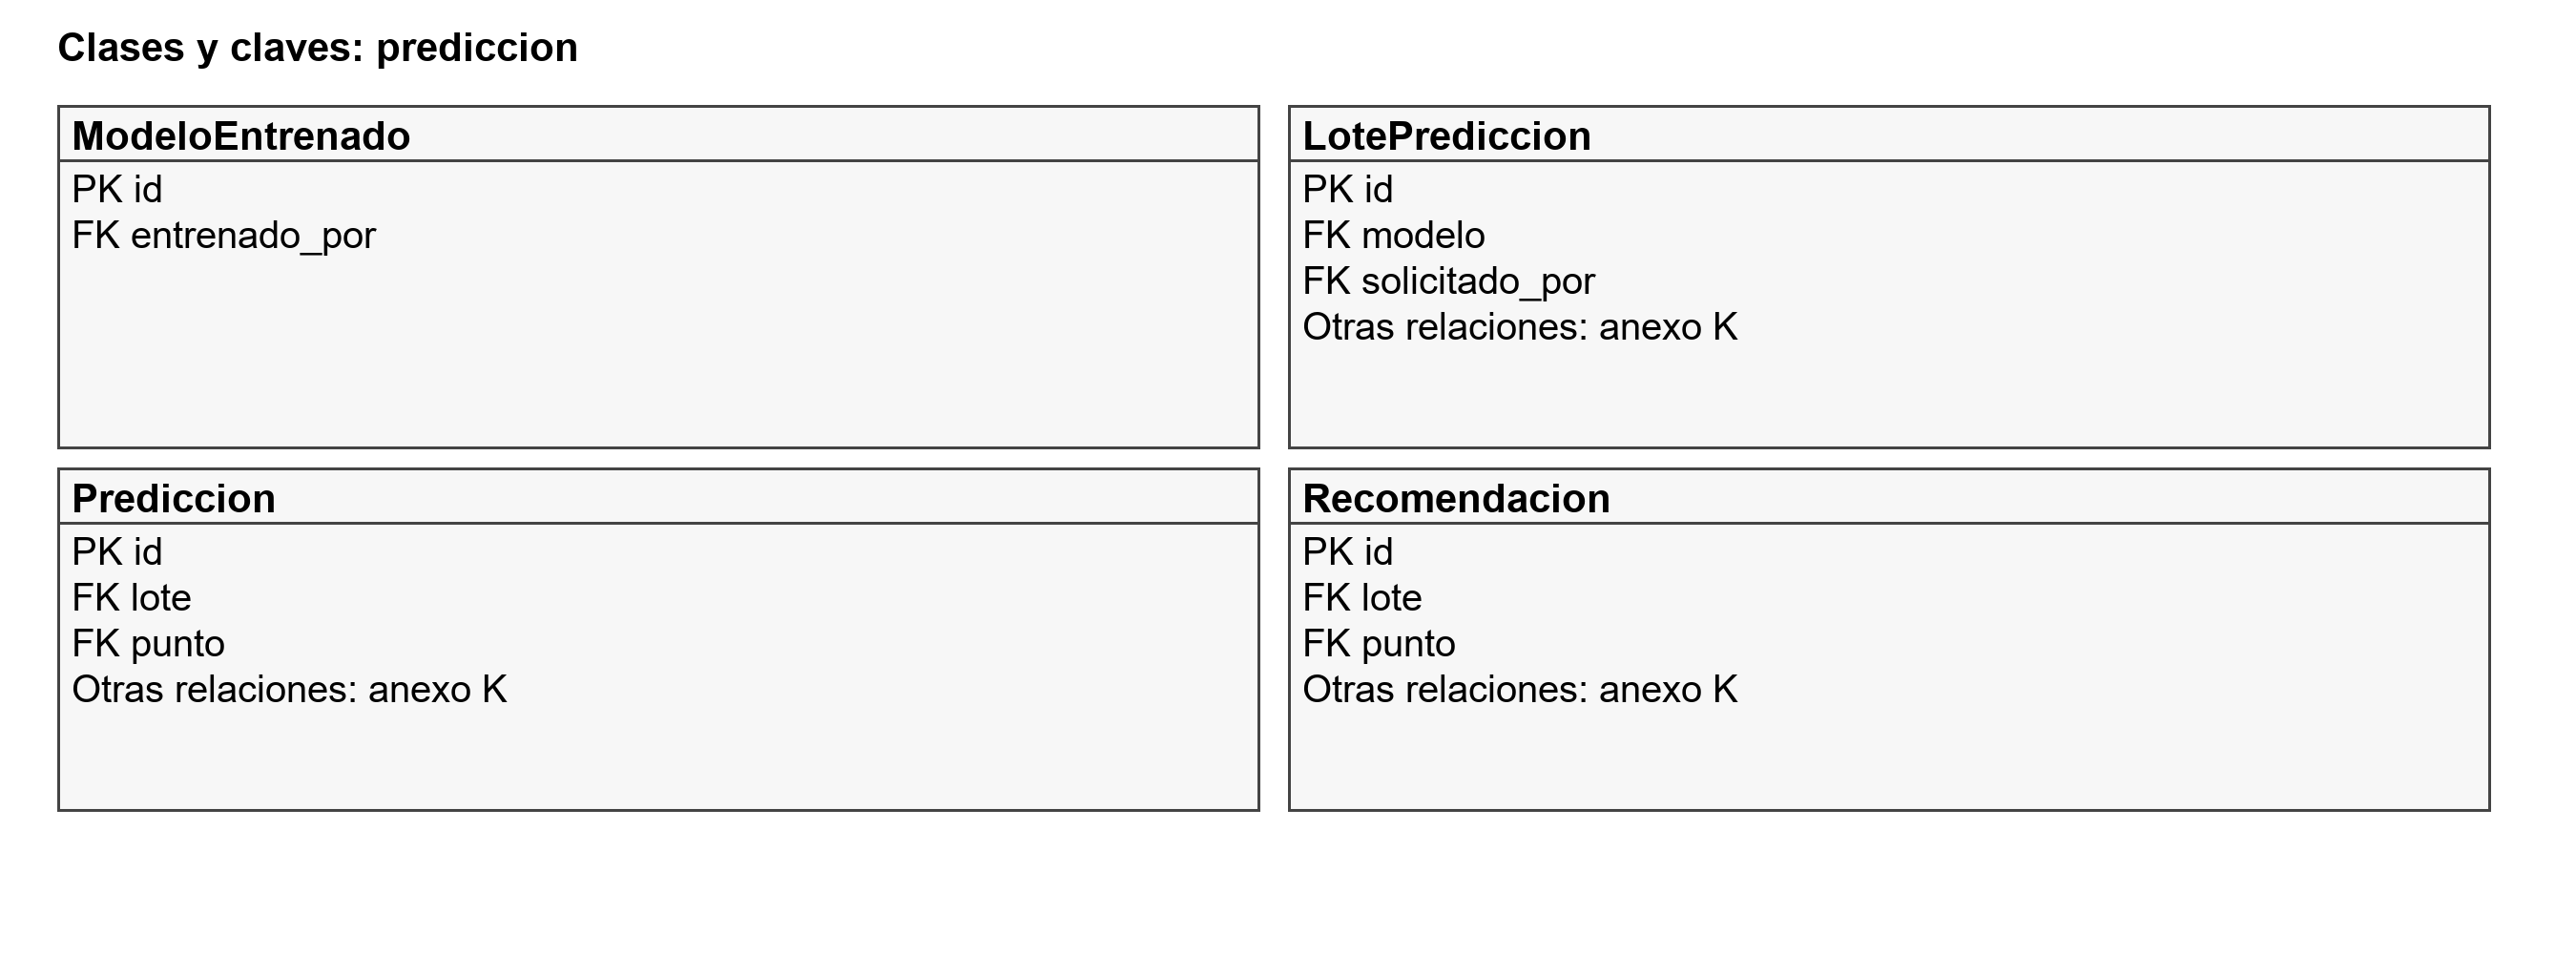 Clases y claves: prediccion
ModeloEntrenado
PK id
FK entrenado_por
LotePrediccion
PK id
FK modelo
FK solicitado_por
Otras relaciones: anexo K
Prediccion
PK id
FK lote
FK punto
Otras relaciones: anexo K
Recomendacion
PK id
FK lote
FK punto
Otras relaciones: anexo K